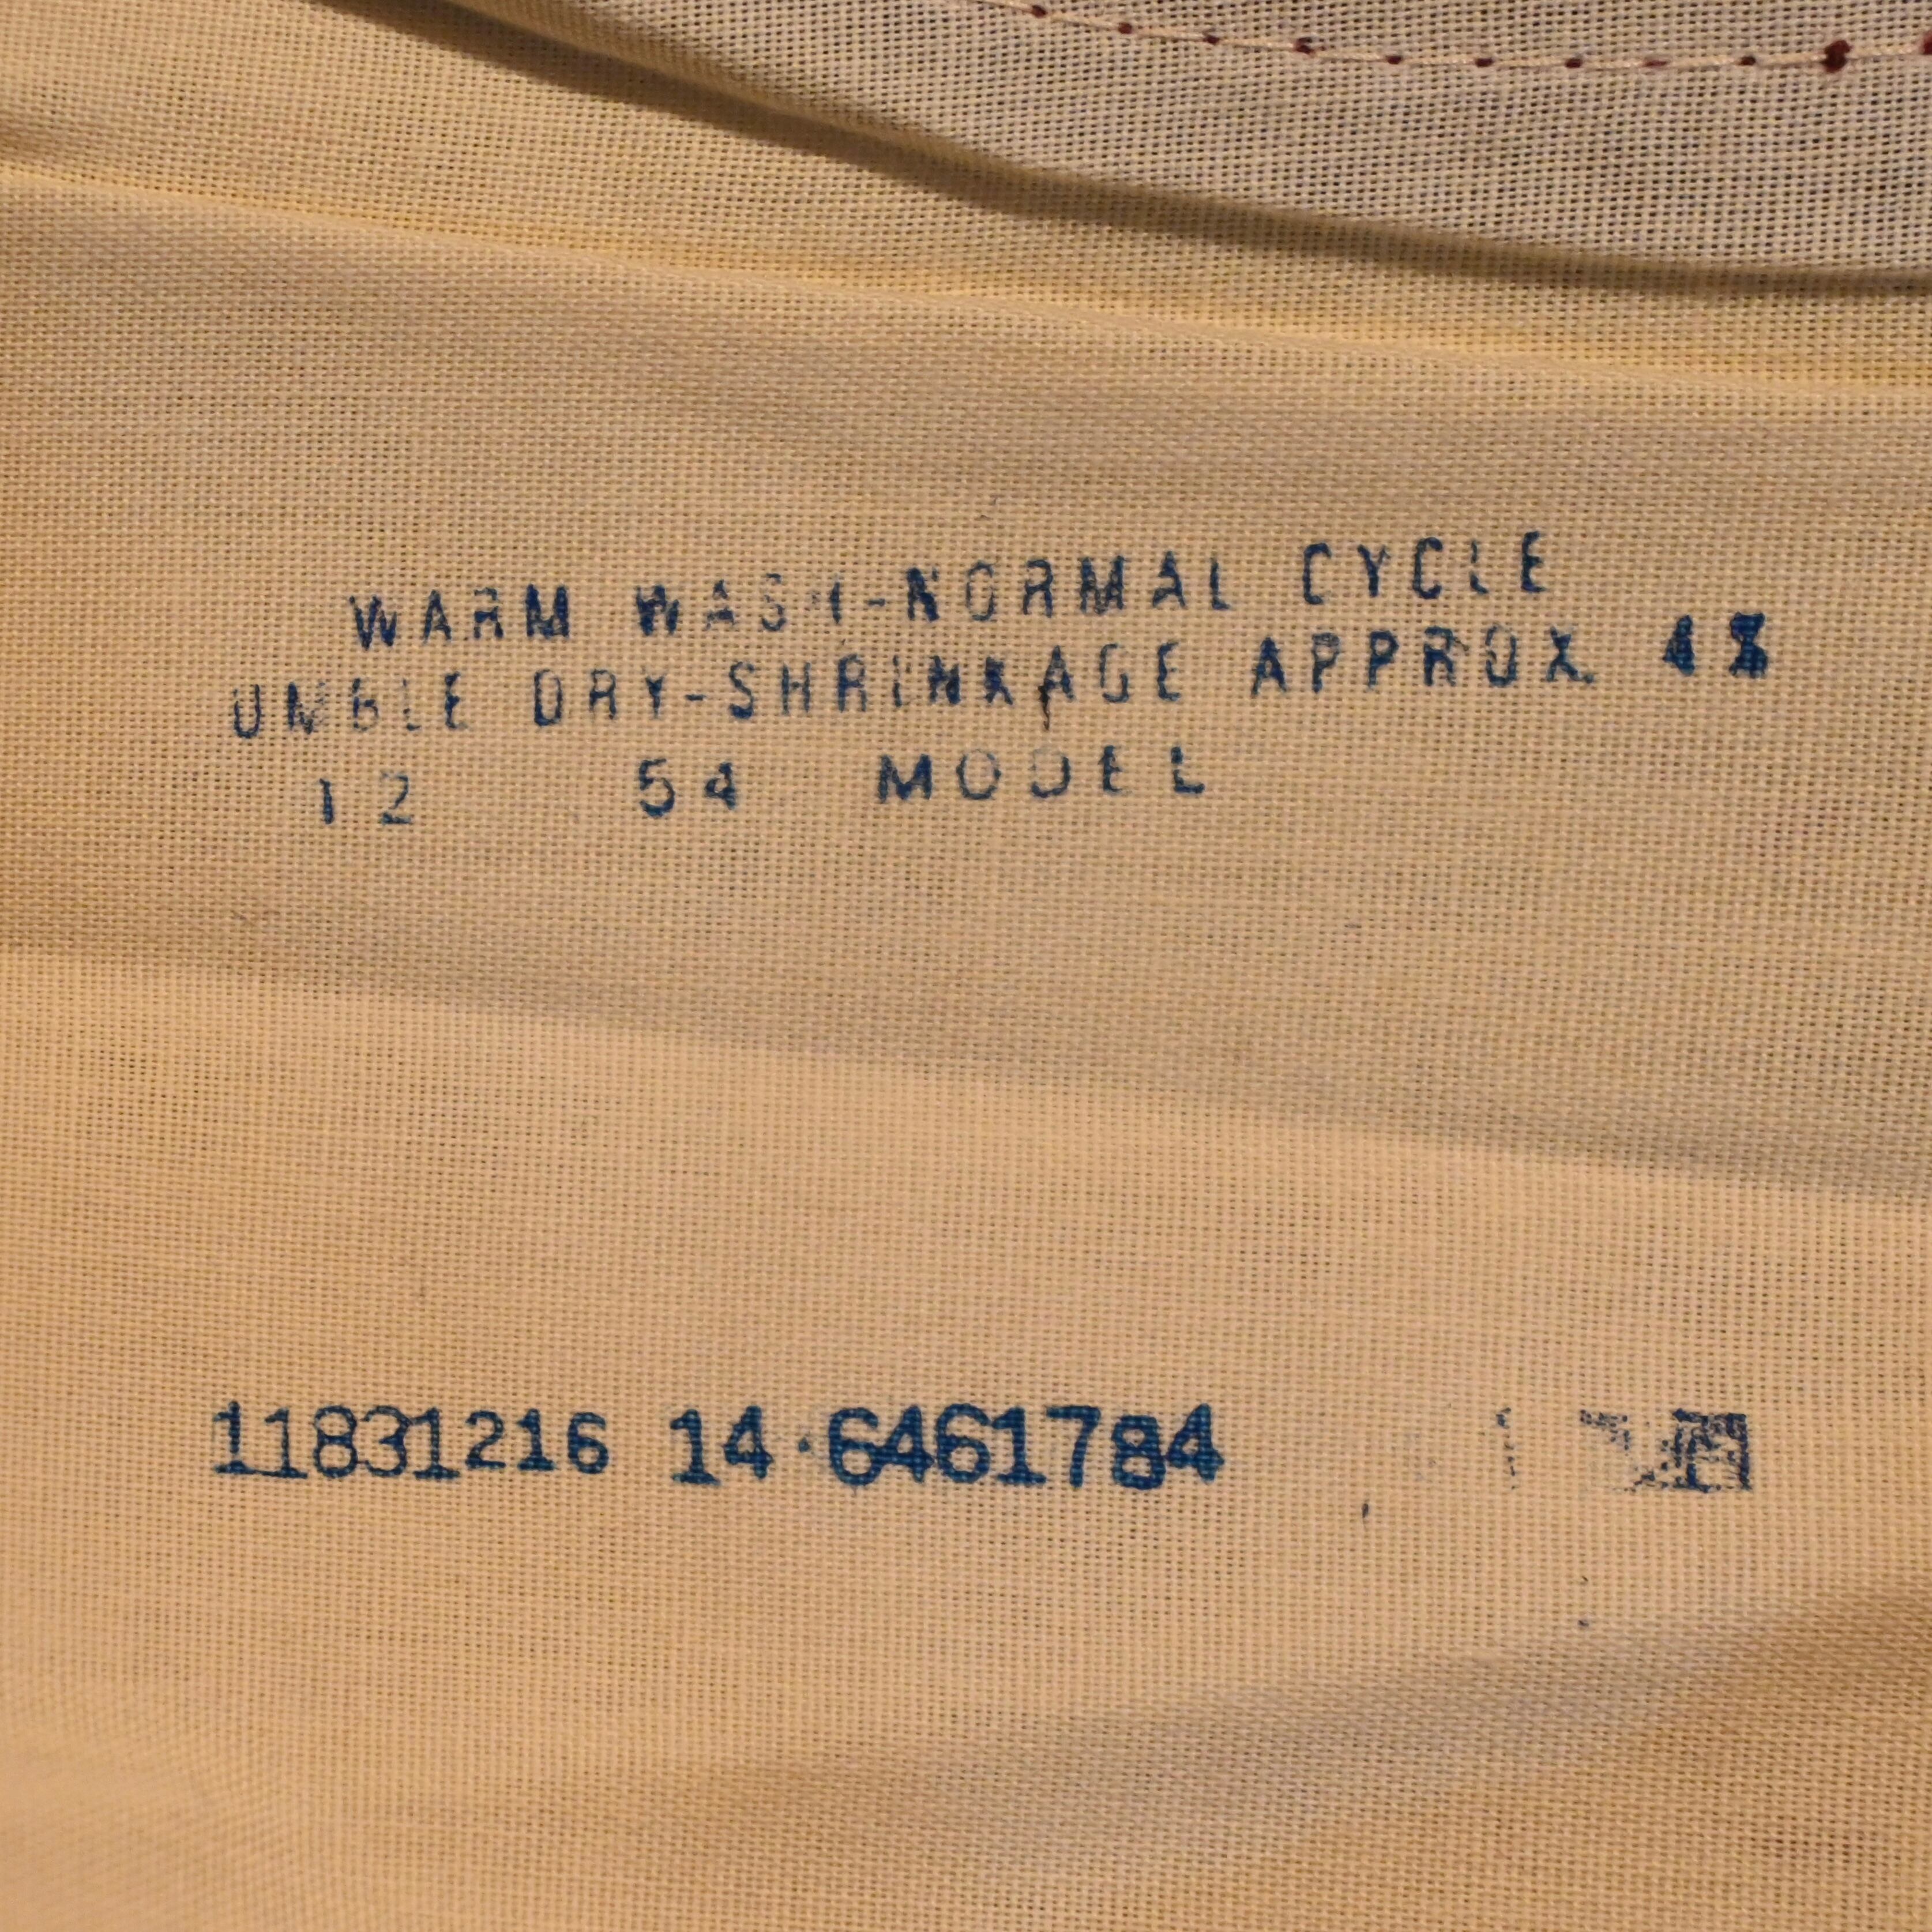 WARM WASH-NORMAL CYCLE
UMBLE DRY-SHRINKAGE APPROX. 4%
12 54 MODEL
11831216 14·6461784